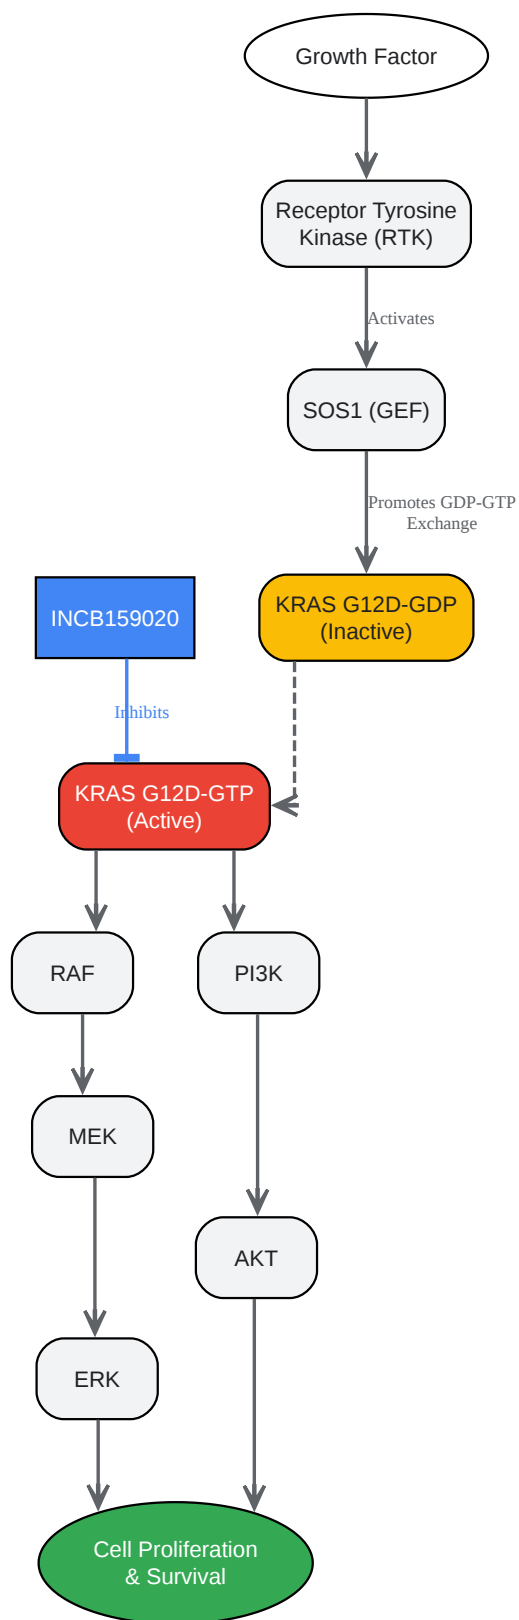 Growth Factor
Receptor Tyrosine
Kinase (RTK)
Activates
SOS1 (GEF)
Promotes GDP-GTP
Exchange
INCB159020
KRAS G12D-GDP
(Inactive)
Inhibits
KRAS G12D-GTP
(Active)
RAF
PI3K
MEK
AKT
ERK
Cell Proliferation
& Survival